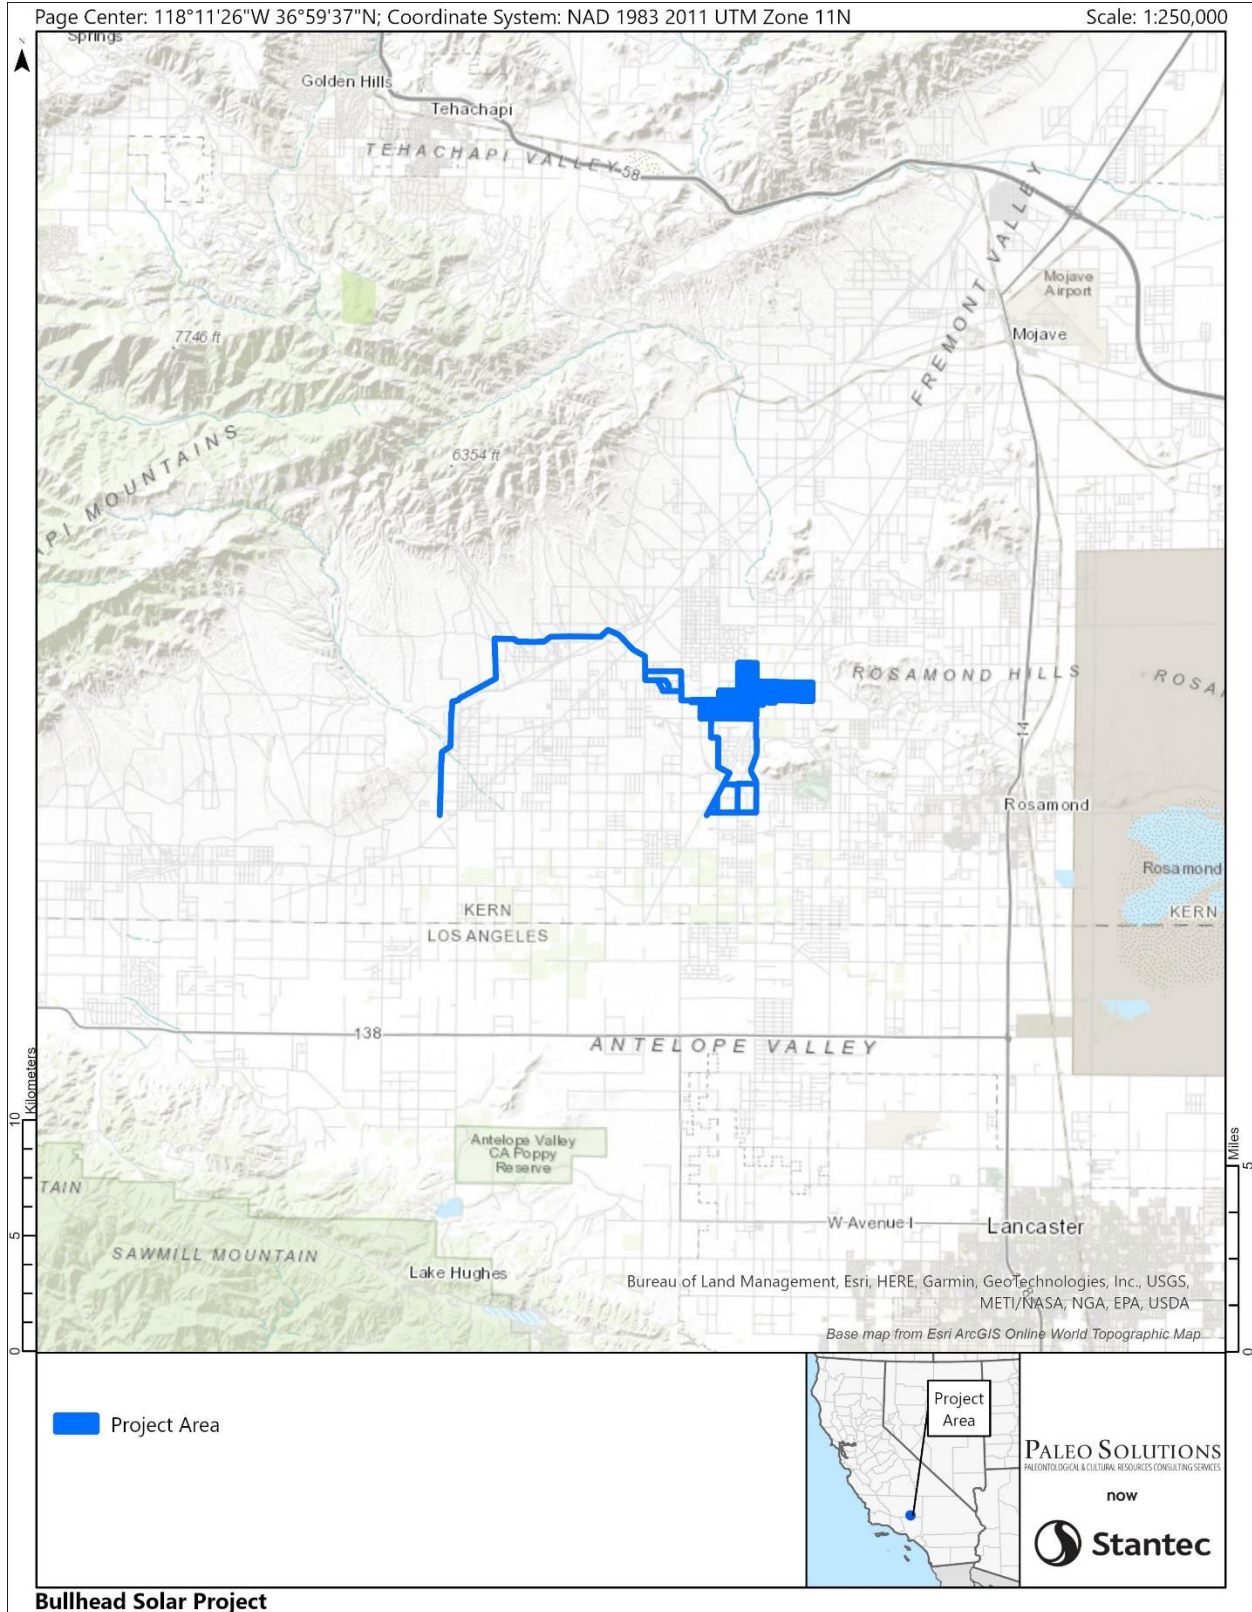 Page Center: 118°11'26"W 36°59'37"N; Coordinate System: NAD 1983 2011 UTM Zone 11N
Scale: 1:250,000
N
Springs
Golden Hills
Tehachapi
TEHACHAPI VALLEY
58
FREMONT VALLEY
Mojave
Airport
Mojave
7746 ft
6354 ft
API MOUNTAINS
ROSAMOND HILLS
ROSA
14
Rosamond
Rosamond
KERN
LOS ANGELES
KERN
138
ANTELOPE VALLEY
Kilometers
10
5
0
Miles
5
0
Antelope Valley
CA Poppy
Reserve
TAIN
SAWMILL MOUNTAIN
Lake Hughes
W Avenue I
Lancaster
Bureau of Land Management, Esri, HERE, Garmin, GeoTechnologies, Inc., USGS,
METI/NASA, NGA, EPA, USDA
Base map from Esri ArcGIS Online World Topographic Map
Project Area
Project
Area
PALEO SOLUTIONS
PALEONTOLOGICAL & CULTURAL RESOURCES CONSULTING SERVICES
now
Stantec
Bullhead Solar Project